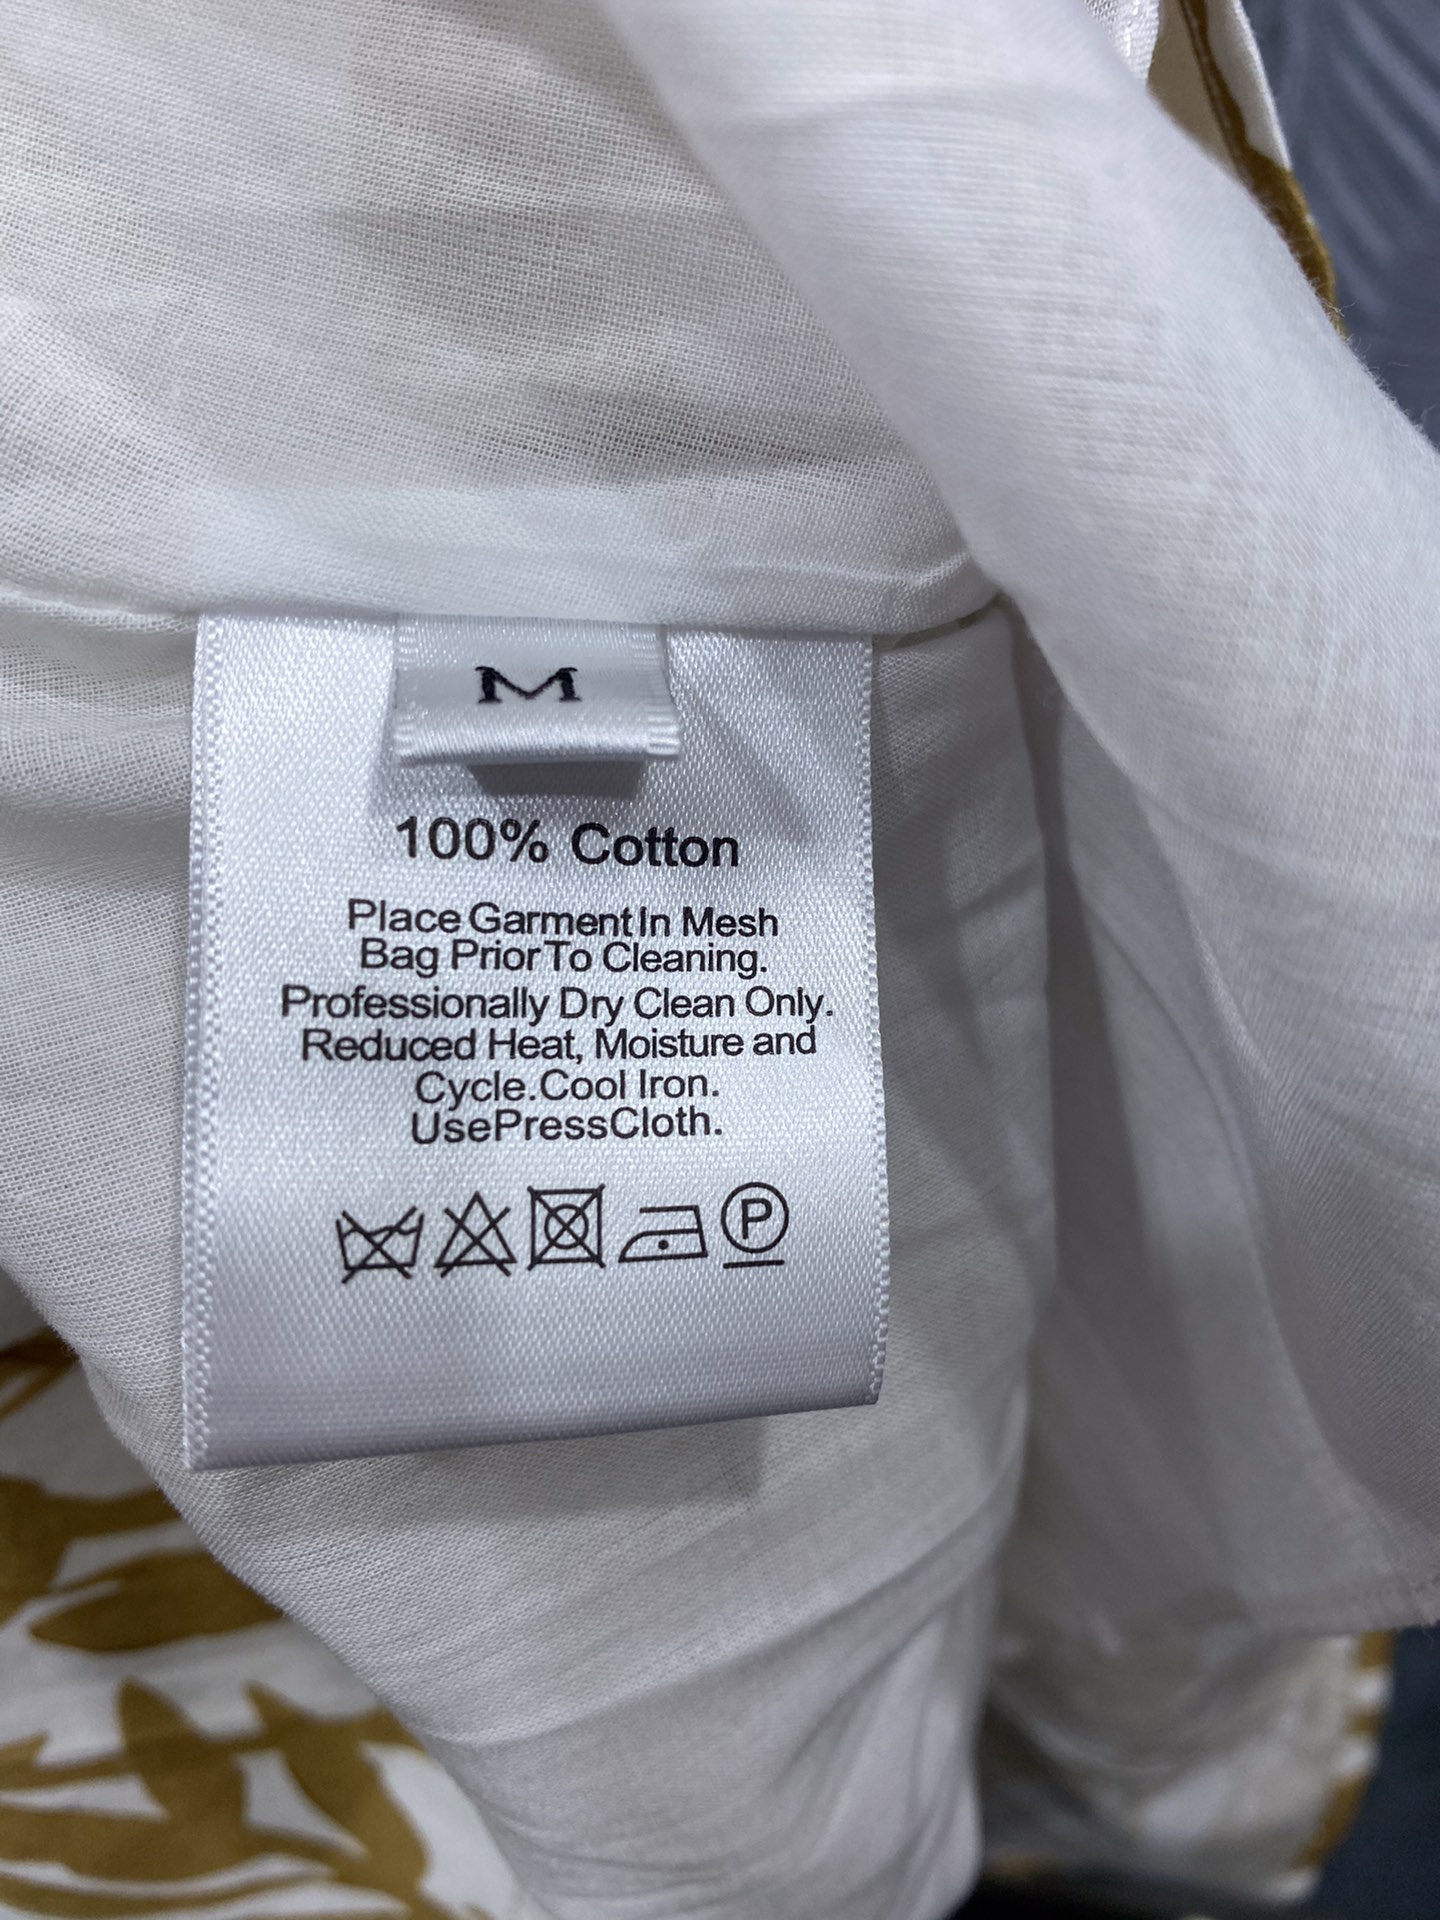 M
100% Cotton
Place Garment In Mesh
Bag Prior To Cleaning.
Professionally Dry Clean Only.
Reduced Heat, Moisture and
Cycle.Cool Iron.
UsePressCloth.
P